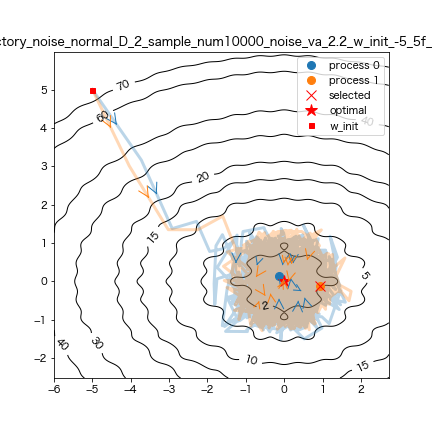 ctory_noise_normal_D_2_sample_num10000_noise_va_2.2_w_init_-5_5f_
process 0
process 1
selected
optimal
w_init
70
60
40
20
15
5
2
10
15
30
40
5
4
3
2
1
0
−1
−2
−6 −5 −4 −3 −2 −1 0 1 2